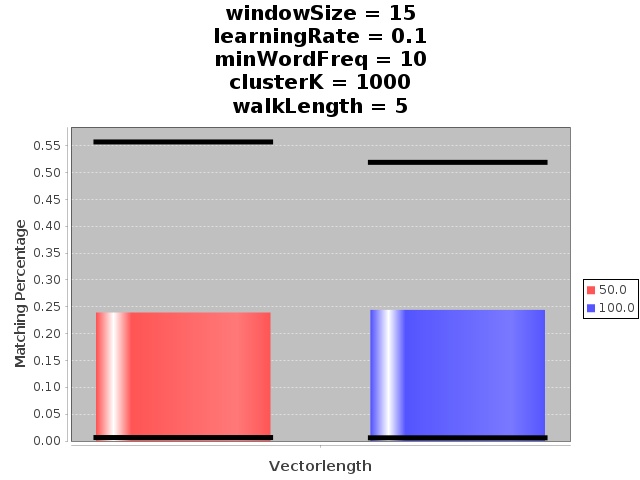 windowSize = 15
learningRate = 0.1
minWordFreq = 10
clusterK = 1000
walkLength = 5
Matching Percentage
0.55
0.50
0.45
0.40
0.35
0.30
0.25
0.20
0.15
0.10
0.05
0.00
Vectorlength
50.0
100.0